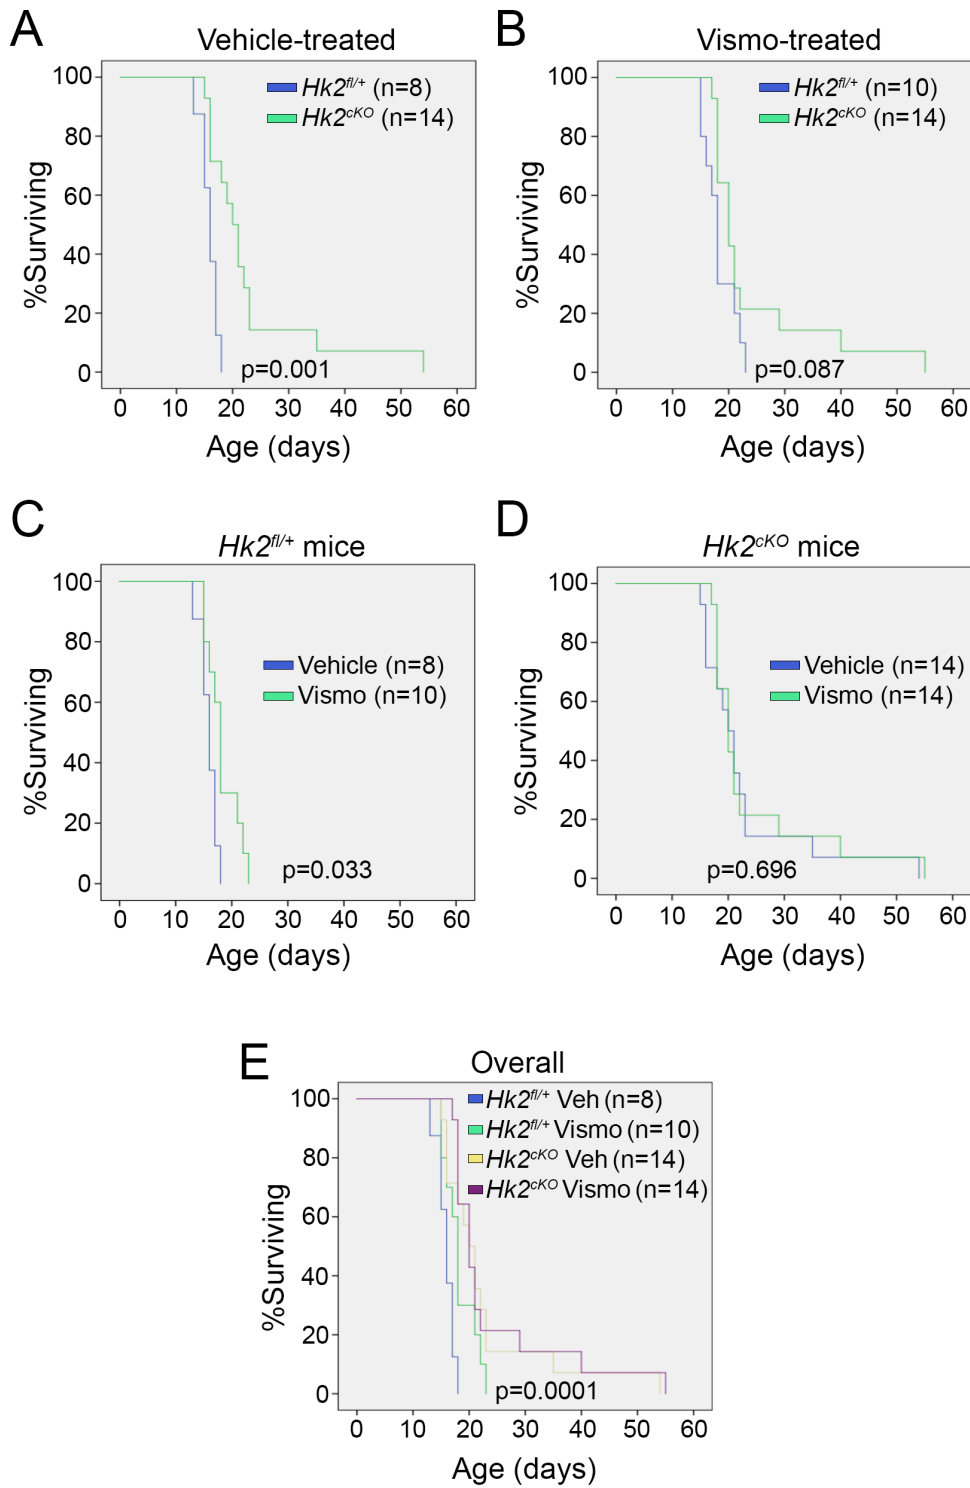 A
Vehicle-treated
Hk2fl/+ (n=8)
Hk2cKO (n=14)
%Surviving
100
80
60
40
20
0
p=0.001
0 10 20 30 40 50 60
Age (days)
B
Vismo-treated
Hk2fl/+ (n=10)
Hk2cKO (n=14)
%Surviving
100
80
60
40
20
0
p=0.087
0 10 20 30 40 50 60
Age (days)
C
Hk2fl/+ mice
Vehicle (n=8)
Vismo (n=10)
%Surviving
100
80
60
40
20
0
p=0.033
0 10 20 30 40 50 60
Age (days)
D
Hk2cKO mice
Vehicle (n=14)
Vismo (n=14)
%Surviving
100
80
60
40
20
0
p=0.696
0 10 20 30 40 50 60
Age (days)
E
Overall
Hk2fl/+ Veh (n=8)
Hk2fl/+ Vismo (n=10)
Hk2cKO Veh (n=14)
Hk2cKO Vismo (n=14)
%Surviving
100
80
60
40
20
0
p=0.0001
0 10 20 30 40 50 60
Age (days)